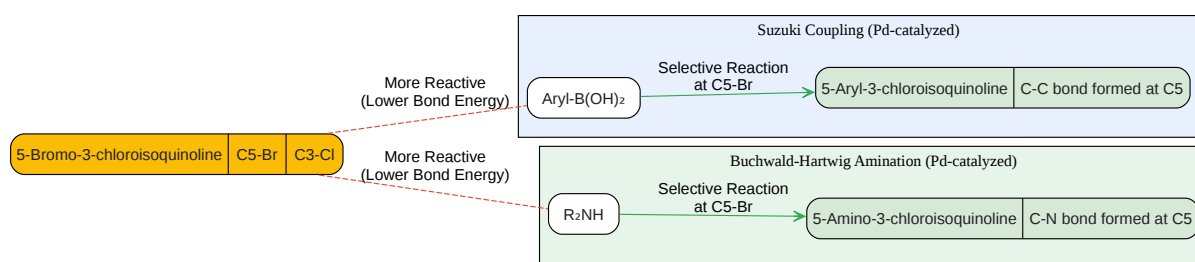 Suzuki Coupling (Pd-catalyzed)
More Reactive
(Lower Bond Energy)
Aryl-B(OH)₂
Selective Reaction
at C5-Br
5-Aryl-3-chloroisoquinoline
C-C bond formed at C5
5-Bromo-3-chloroisoquinoline
C5-Br
C3-Cl
Buchwald-Hartwig Amination (Pd-catalyzed)
More Reactive
(Lower Bond Energy)
R₂NH
Selective Reaction
at C5-Br
5-Amino-3-chloroisoquinoline
C-N bond formed at C5